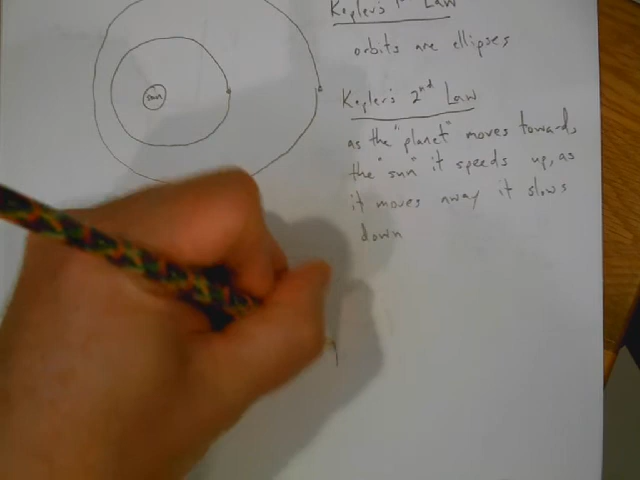 sun
Kepler's 1st Law
orbits are ellipses
Kepler's 2nd Law
as the "planet" moves towards
the "sun" it speeds up, as
it moves away it slows
down